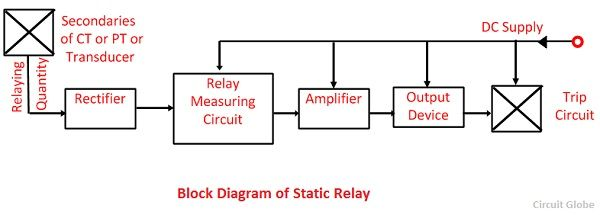 Secondaries
of CT or PT or
Transducer
DC Supply
Relaying
Quantity
Rectifier
Relay
Measuring
Circuit
Amplifier
Output
Device
Trip
Circuit
Block Diagram of Static Relay
Circuit Globe